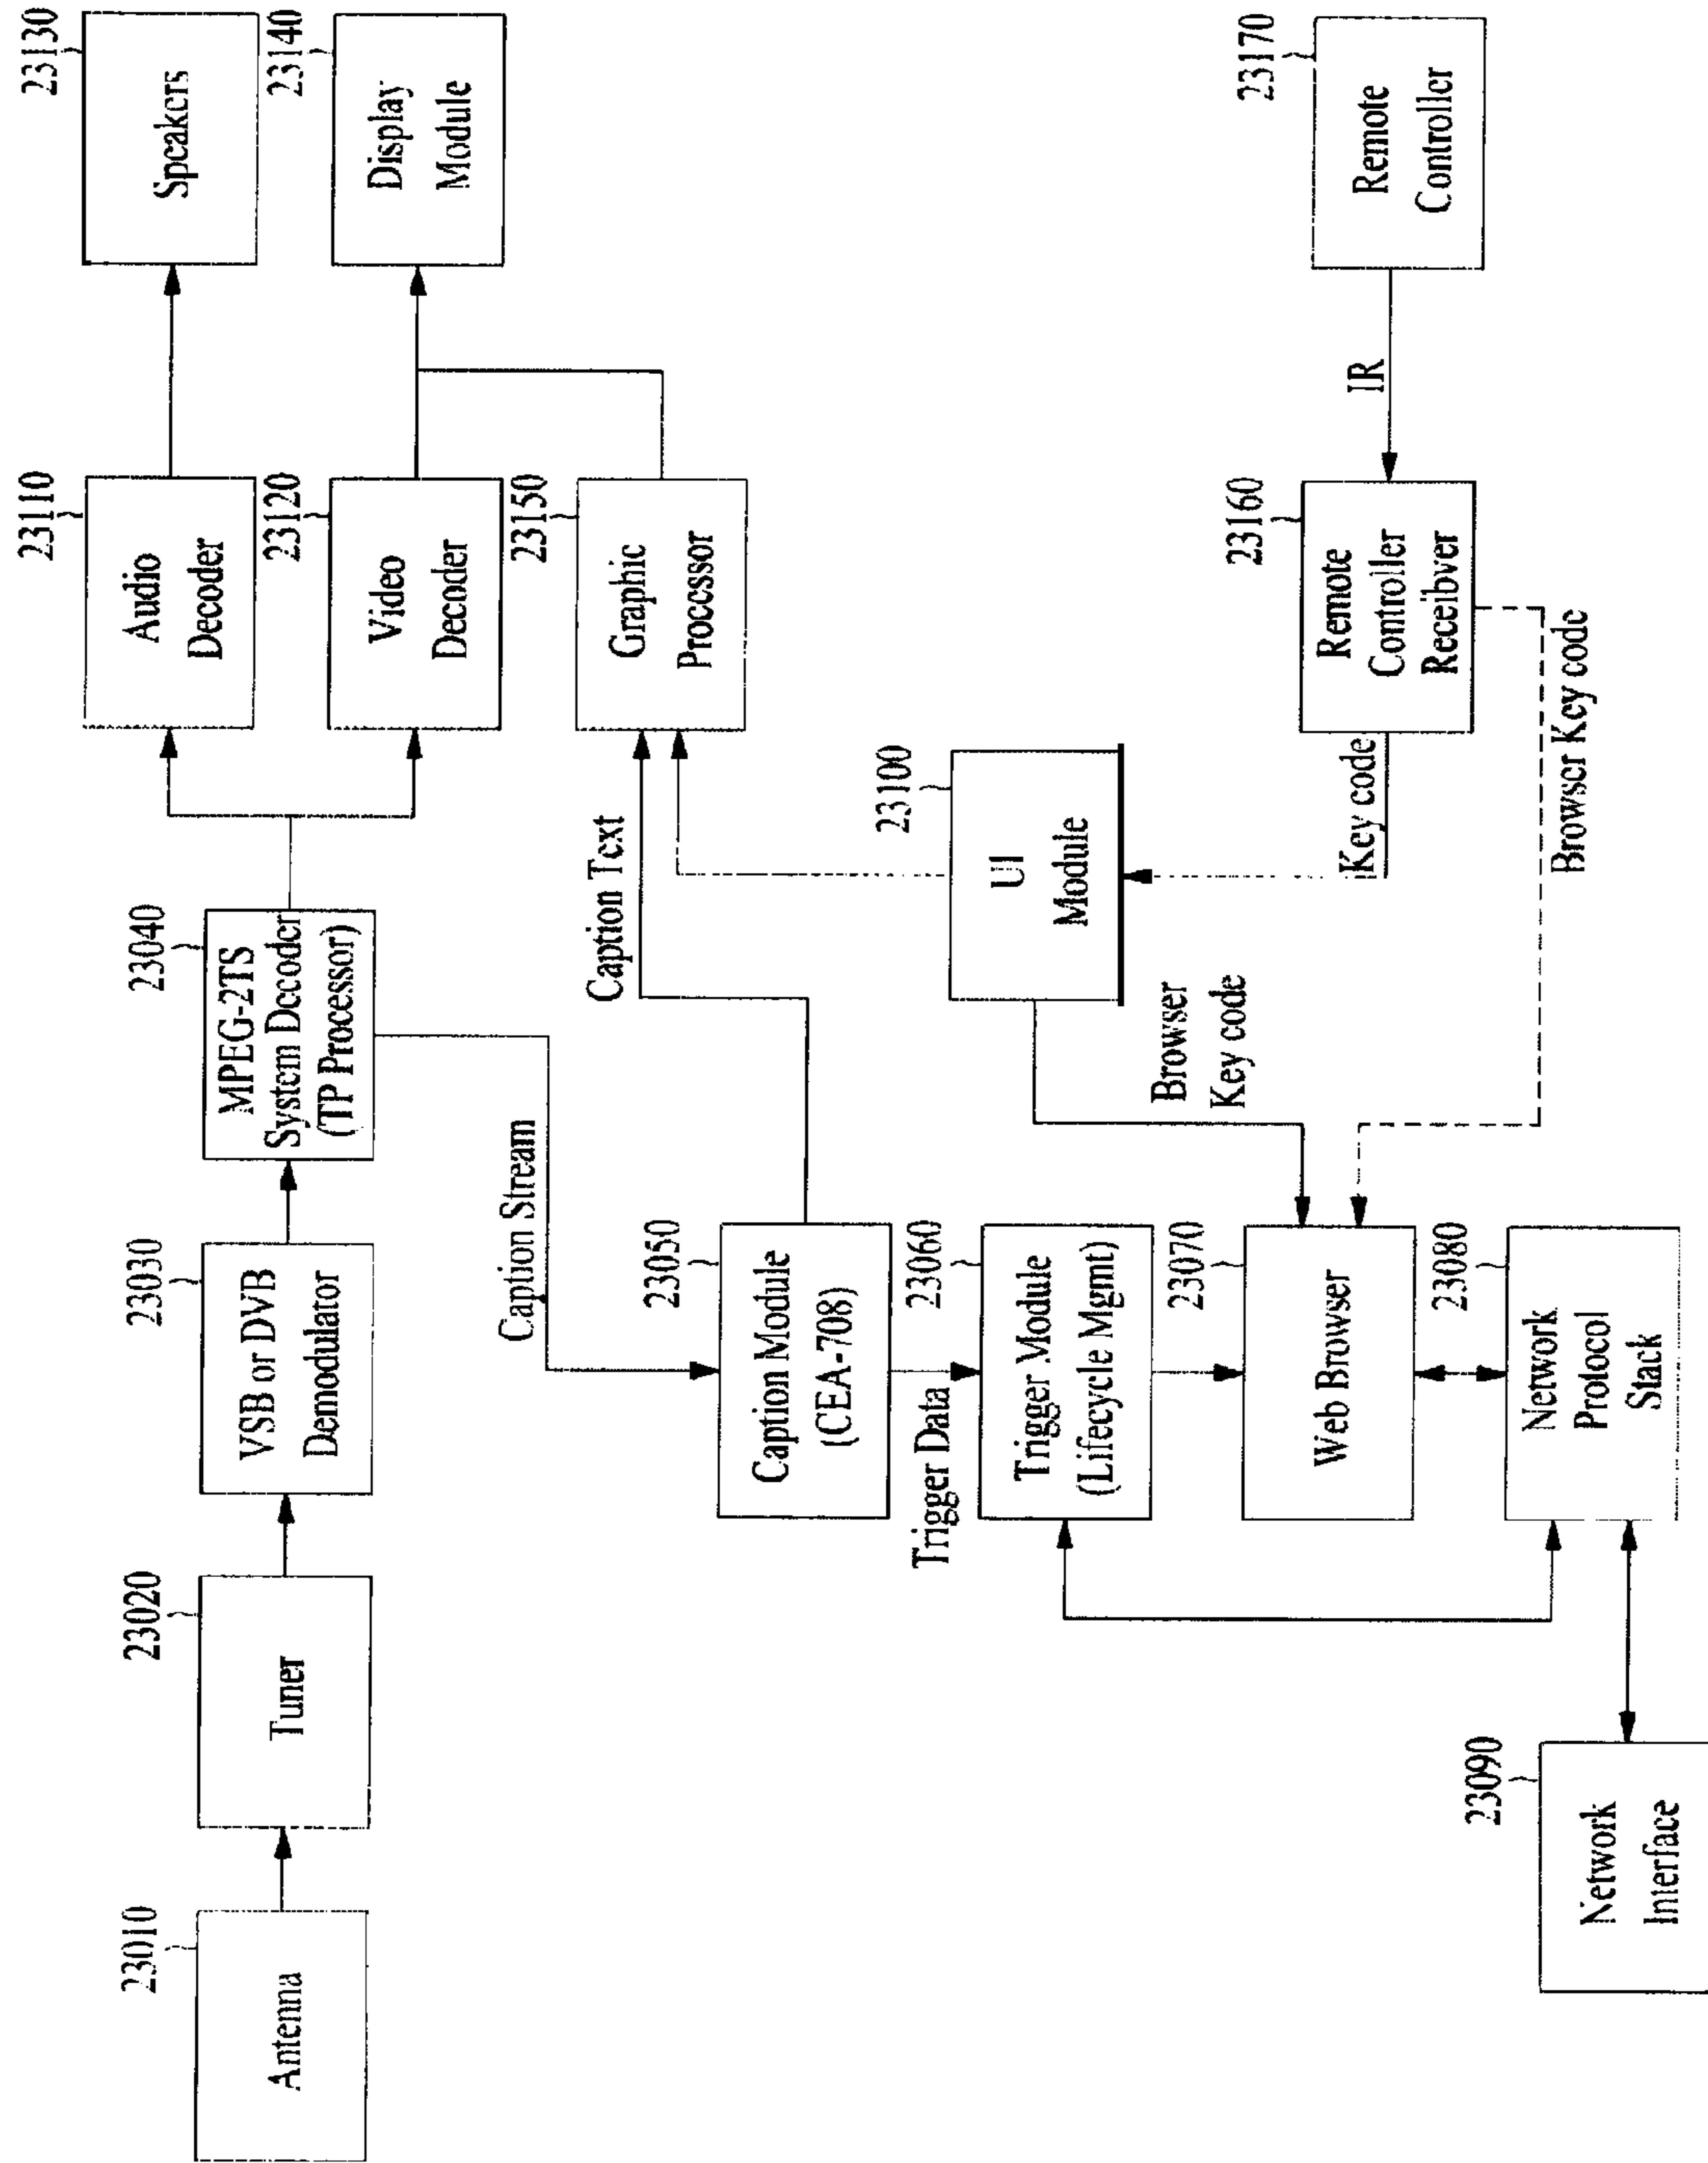 23010
Antenna
23020
Tuner
23030
VSB or DVB
Demodulator
23040
MPEG-2TS
System Decoder
(TP Processor)
23110
Audio
Decoder
23130
Speakers
23120
Video
Decoder
23140
Display
Module
23150
Graphic
Processor
Caption Text
Caption Stream
23050
Caption Module
(CEA-708)
Trigger Data
23060
Trigger Module
(Lifecycle Mgmt)
23070
Web Browser
23080
Network
Protocol
Stack
23090
Network
Interface
23100
UI
Module
Browser
Key code
Key code
23160
Remote
Controller
Receibver
Browser Key code
IR
23170
Remote
Controller